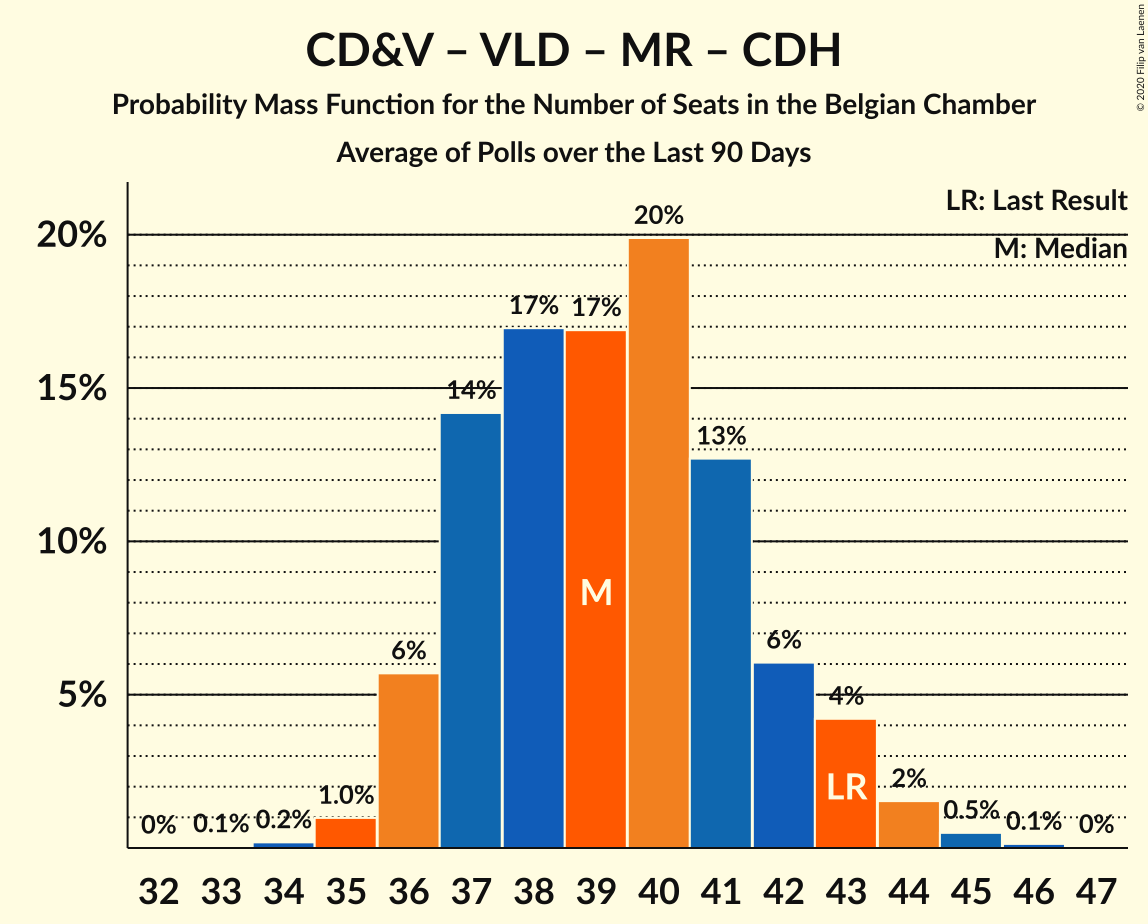 CD&V – VLD – MR – CDH
Probability Mass Function for the Number of Seats in the Belgian Chamber
Average of Polls over the Last 90 Days
© 2020 Filip van Laenen
LR: Last Result
M: Median
20%
15%
10%
5%
0% 0.1% 0.2% 1.0% 6% 14% 17% 17% 20% 13% 6% 4% 2% 0.5% 0.1% 0%
M
LR
32 33 34 35 36 37 38 39 40 41 42 43 44 45 46 47